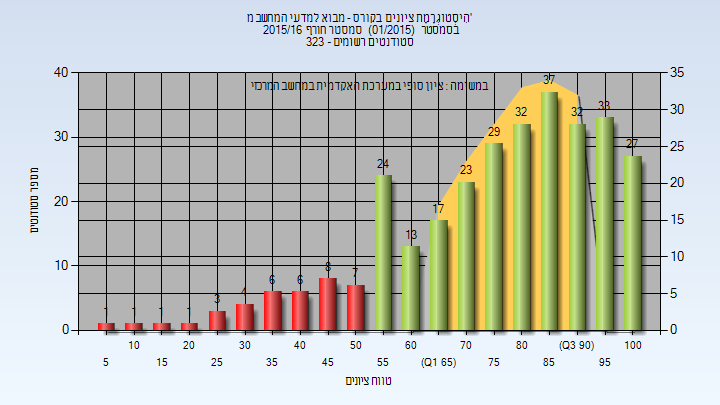 היסטוגרמת ציונים בקורס - מבוא למדעי המחשב מ'
בסמסטר (01/2015) סמסטר חורף 2015/16
סטודנטים רשומים - 323
במשימה : ציון סופי במערכת האקדמית במחשב המרכזי
מספר סטודנטים
40
30
20
10
0
35
30
25
20
15
10
5
0
1 1 1 1 3 4 6 6 8 7 24 13 17 23 29 32 37 32 33 27
10 20 30 40 50 60 70 80 (Q3 90) 100
5 15 25 35 45 55 (Q1 65) 75 85 95
טווח ציונים